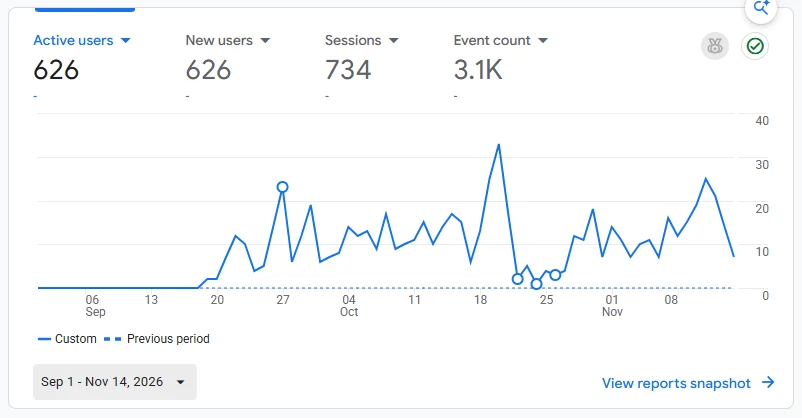 Active users New users Sessions Event count
626 626 734 3.1K
- - - -
40
30
20
10
0
06 13 20 27 04 11 18 25 01 08
Sep Oct Nov
Custom Previous period
Sep 1 - Nov 14, 2026
View reports snapshot